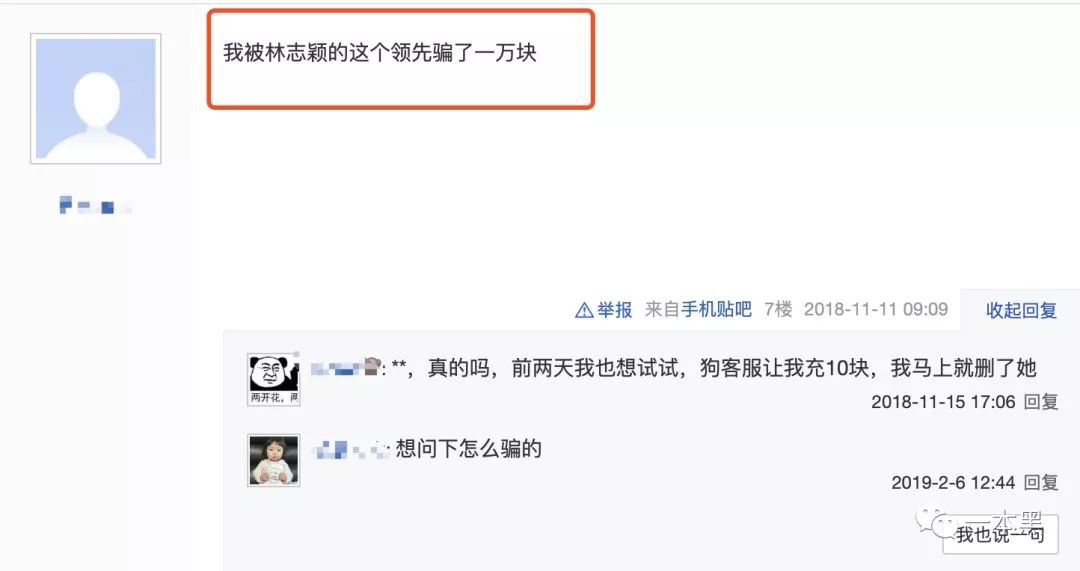 我被林志颖的这个领先骗了一万块
举报 来自手机贴吧 7楼 2018-11-11 09:09 收起回复
: **，真的吗，前两天我也想试试，狗客服让我充10块，我马上就删了她
两开花，两
2018-11-15 17:06 回复
: 想问下怎么骗的
2019-2-6 12:44 回复
一本黑
我也说一句